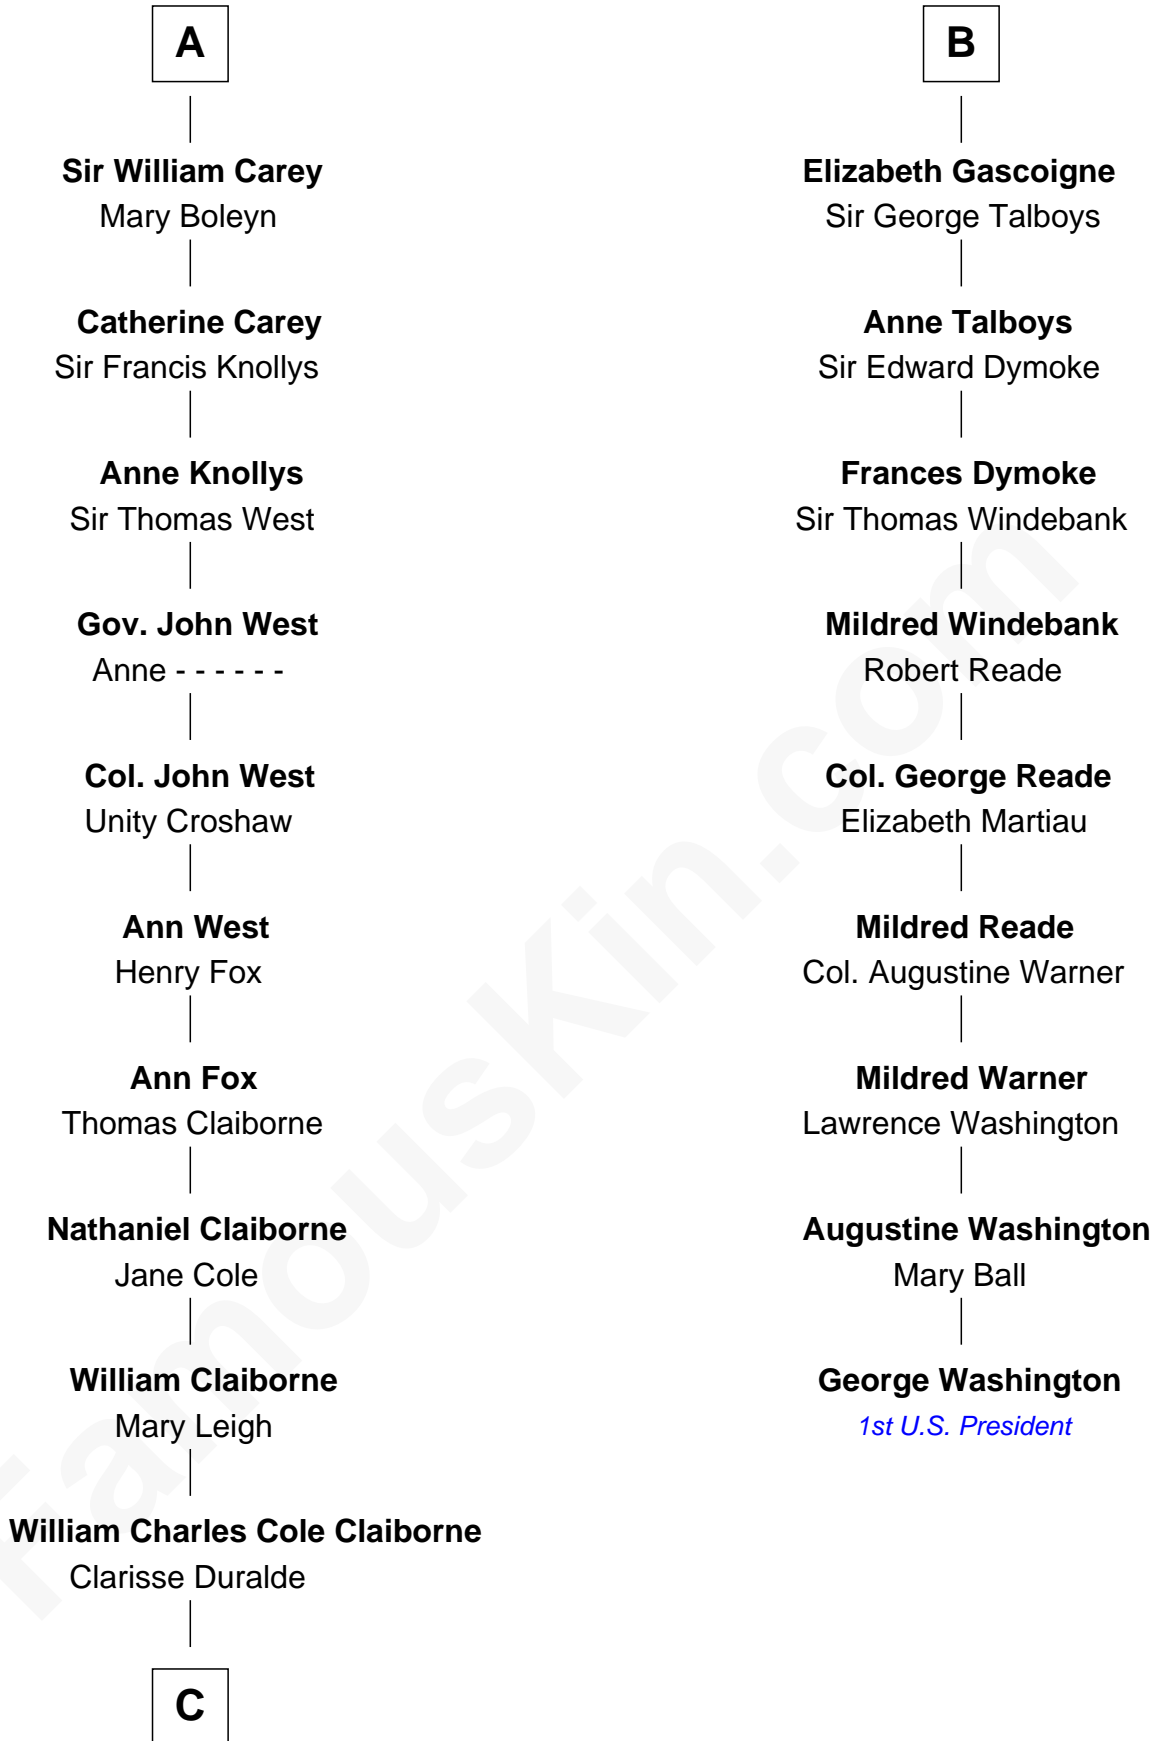 A
Sir William Carey
Mary Boleyn
Catherine Carey
Sir Francis Knollys
Anne Knollys
Sir Thomas West
Gov. John West
Anne - - - - - -
Col. John West
Unity Croshaw
Ann West
Henry Fox
Ann Fox
Thomas Claiborne
Nathaniel Claiborne
Jane Cole
William Claiborne
Mary Leigh
William Charles Cole Claiborne
Clarisse Duralde
C
B
Elizabeth Gascoigne
Sir George Talboys
Anne Talboys
Sir Edward Dymoke
Frances Dymoke
Sir Thomas Windebank
Mildred Windebank
Robert Reade
Col. George Reade
Elizabeth Martiau
Mildred Reade
Col. Augustine Warner
Mildred Warner
Lawrence Washington
Augustine Washington
Mary Ball
George Washington
1st U.S. President
FamousKin.com